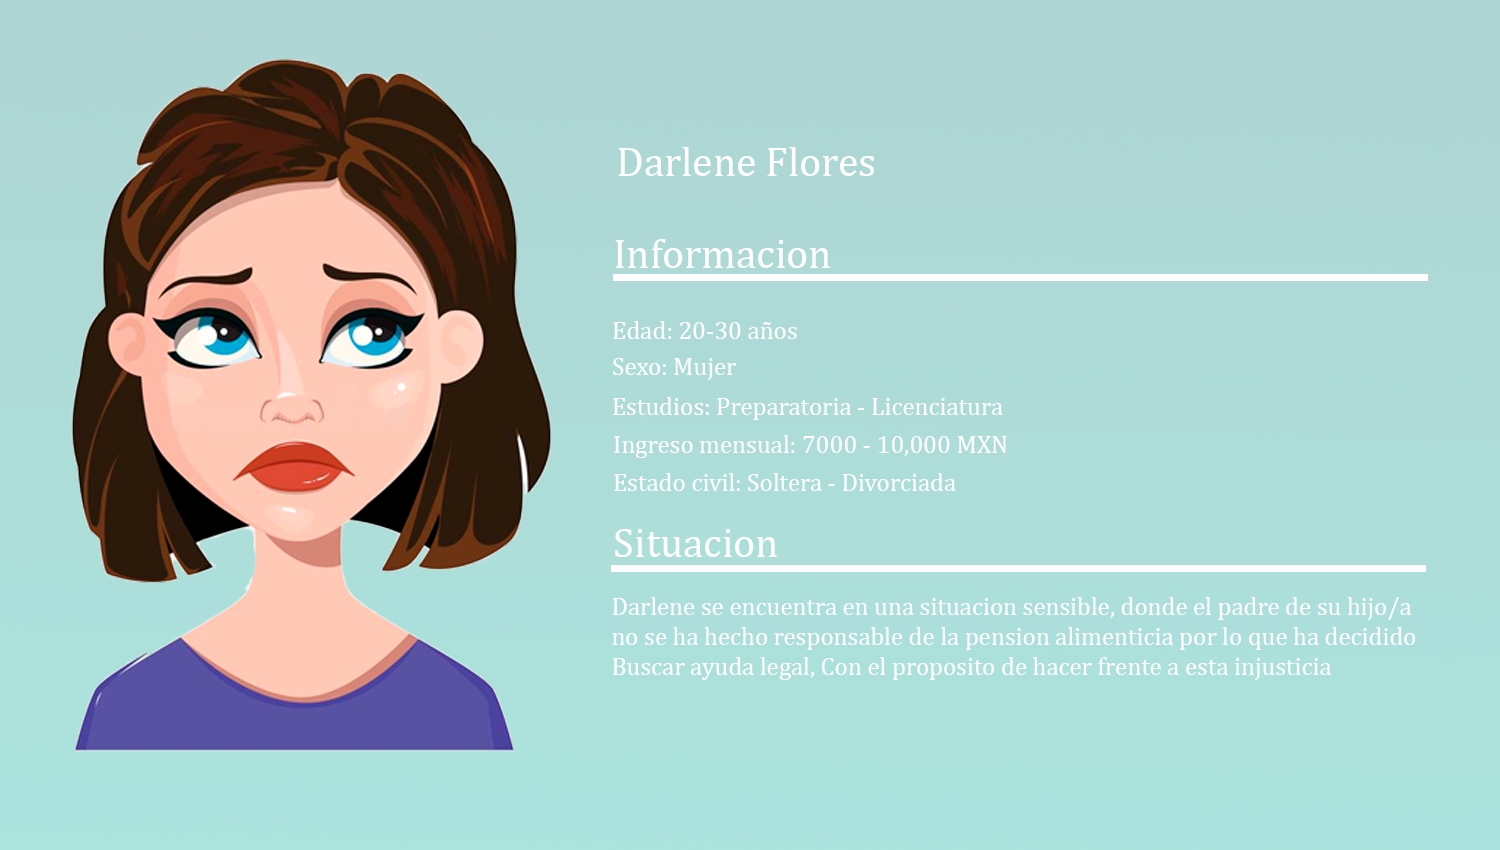 Darlene Flores
Informacion
Edad: 20-30 años
Sexo: Mujer
Estudios: Preparatoria - Licenciatura
Ingreso mensual: 7000 - 10,000 MXN
Estado civil: Soltera - Divorciada
Situacion
Darlene se encuentra en una situacion sensible, donde el padre de su hijo/a
no se ha hecho responsable de la pension alimenticia por lo que ha decidido
Buscar ayuda legal, Con el proposito de hacer frente a esta injusticia